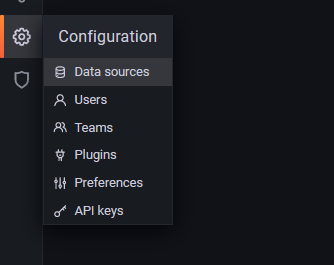 Configuration
Data sources
Users
Teams
Plugins
Preferences
API keys